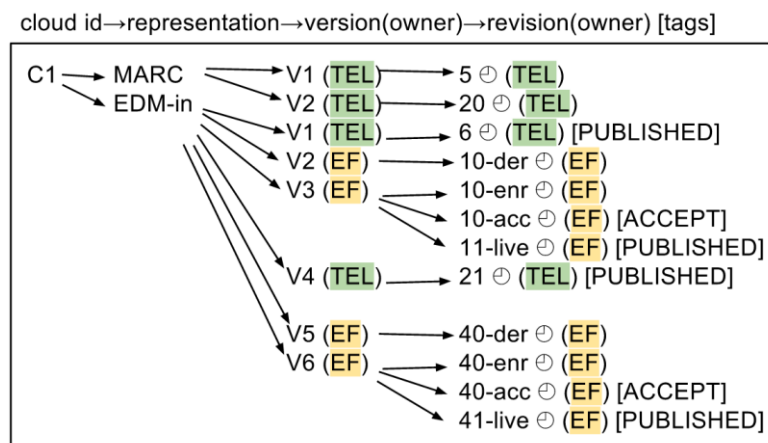 cloud id→representation→version(owner)→revision(owner) [tags]
C1 MARC V1 (TEL) 5 ◴ (TEL)
EDM-in V2 (TEL) 20 ◴ (TEL)
V1 (TEL) 6 ◴ (TEL) [PUBLISHED]
V2 (EF) 10-der ◴ (EF)
V3 (EF) 10-enr ◴ (EF)
10-acc ◴ (EF) [ACCEPT]
11-live ◴ (EF) [PUBLISHED]
V4 (TEL) 21 ◴ (TEL) [PUBLISHED]
V5 (EF) 40-der ◴ (EF)
V6 (EF) 40-enr ◴ (EF)
40-acc ◴ (EF) [ACCEPT]
41-live ◴ (EF) [PUBLISHED]